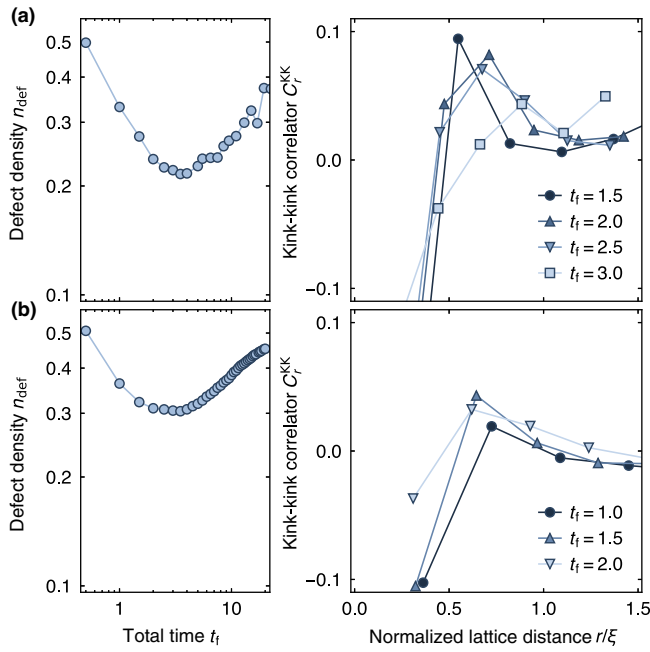 (a)
0.5
0.4
0.3
0.2
0.1
Defect density n_def
0.1
0.0
−0.1
Kink-kink correlator C_r^KK
t_f = 1.5
t_f = 2.0
t_f = 2.5
t_f = 3.0
(b)
0.5
0.4
0.3
0.2
0.1
Defect density n_def
1 10
Total time t_f
0.1
0.0
−0.1
Kink-kink correlator C_r^KK
t_f = 1.0
t_f = 1.5
t_f = 2.0
0.0 0.5 1.0 1.5
Normalized lattice distance r/ξ